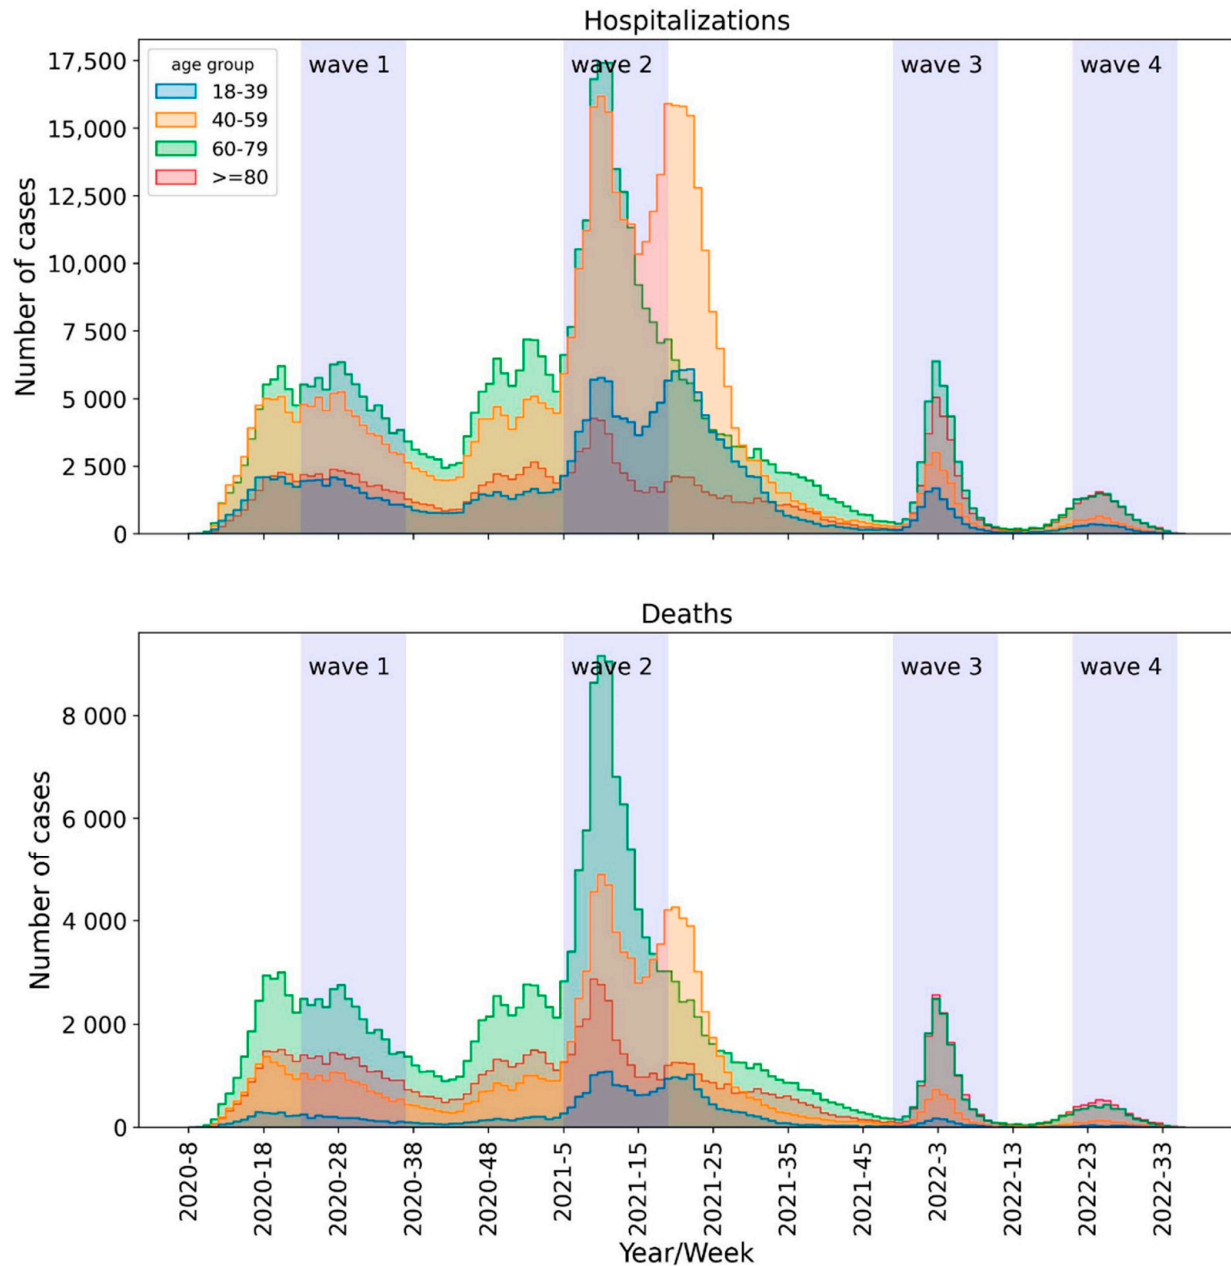 Hospitalizations
17,500
15,000
12,500
10,000
7 500
5 000
2 500
0
Number of cases
age group
18-39
40-59
60-79
>=80
wave 1
wave 2
wave 3
wave 4
Deaths
8 000
6 000
4 000
2 000
0
Number of cases
wave 1
wave 2
wave 3
wave 4
2020-8
2020-18
2020-28
2020-38
2020-48
2021-5
2021-15
2021-25
2021-35
2021-45
2022-3
2022-13
2022-23
2022-33
Year/Week